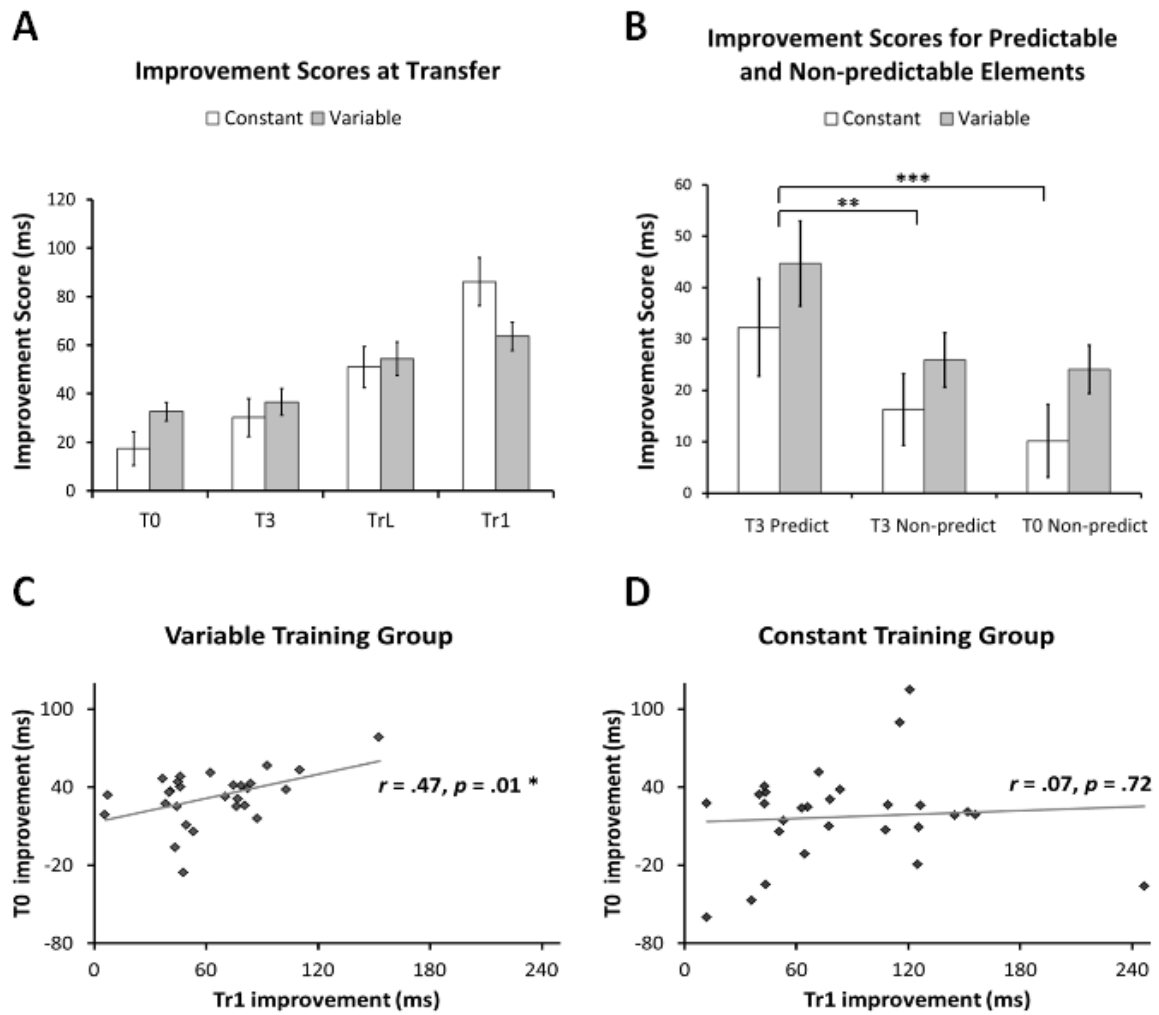 A
Improvement Scores at Transfer
Constant Variable
Improvement Score (ms)
120
100
80
60
40
20
0
T0 T3 TrL Tr1
B
Improvement Scores for Predictable
and Non-predictable Elements
Constant Variable
Improvement Score (ms)
60
50
40
30
20
10
0
***
**
T3 Predict T3 Non-predict T0 Non-predict
C
Variable Training Group
T0 improvement (ms)
100
40
-20
-80
r = .47, p = .01 *
0 60 120 180 240
Tr1 improvement (ms)
D
Constant Training Group
T0 improvement (ms)
100
40
-20
-80
r = .07, p = .72
0 60 120 180 240
Tr1 improvement (ms)